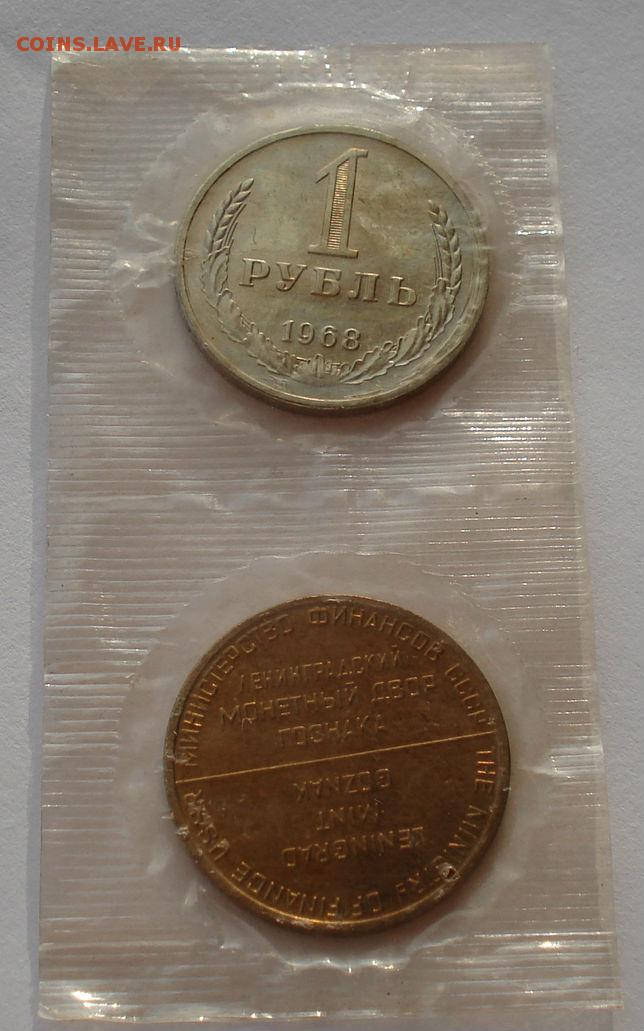 COINS.LAVE.RU
1
РУБЛЬ
1968
МИНИСТЕРСТВО ФИНАНСОВ СССР
ЛЕНИНГРАДСКИЙ
МОНЕТНЫЙ ДВОР
ГОЗНАКА
THE MINISTRY OF FINANCE USSR
LENINGRAD
MINT
GOZNAK